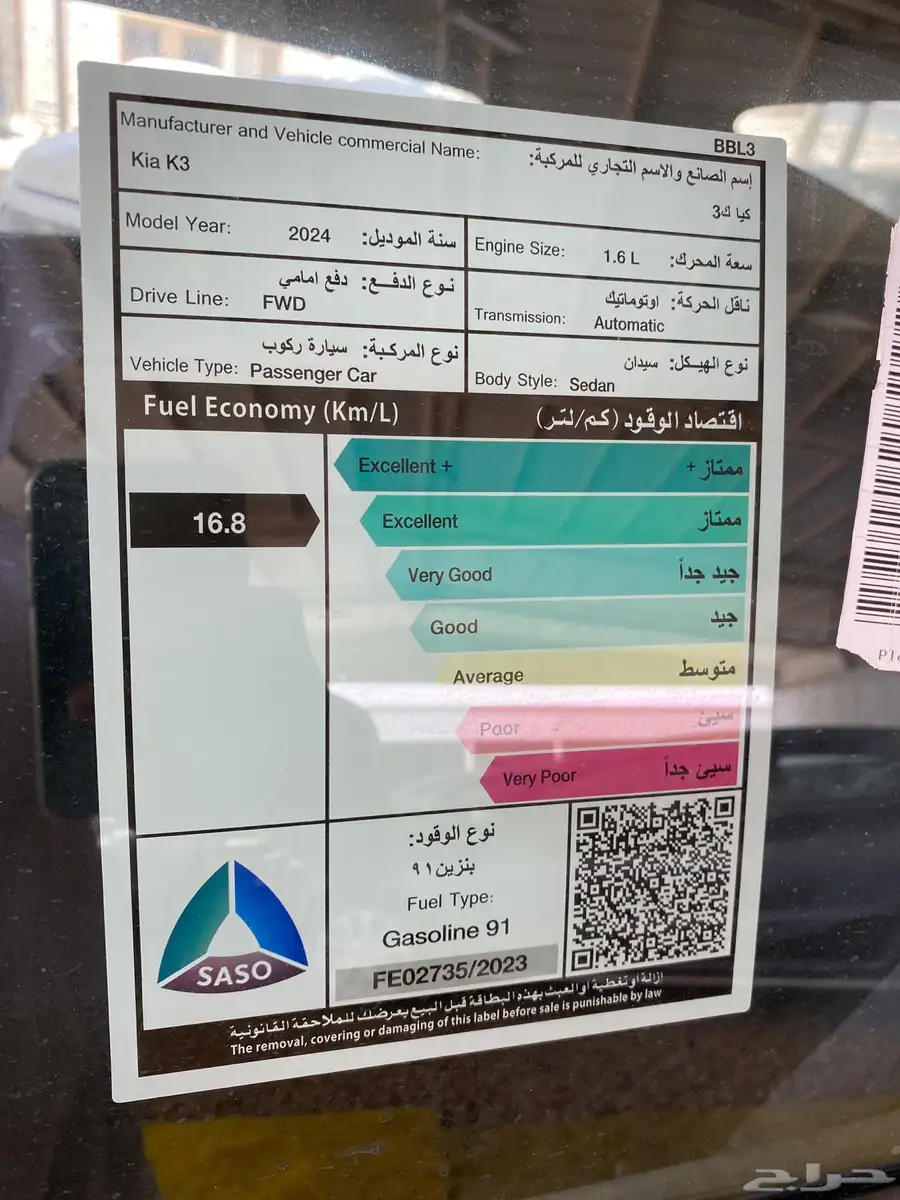 BBL3
Manufacturer and Vehicle commercial Name:
إسم الصانع والاسم التجاري للمركبة:
Kia K3
كيا ك3
Model Year:
2024
سنة الموديل:
Engine Size:
1.6 L
سعة المحرك:
نوع الدفـع: دفع امامي
Drive Line: FWD
ناقل الحركة: اوتوماتيك
Transmission: Automatic
نوع المركبة: سيارة ركوب
Vehicle Type: Passenger Car
نوع الهيكل: سيدان
Body Style: Sedan
Fuel Economy (Km/L)
اقتصاد الوقود (كم/لتر)
16.8
Excellent +
ممتاز +
Excellent
ممتاز
Very Good
جيد جداً
Good
جيد
Average
متوسط
Poor
سيئ
Very Poor
سيئ جداً
SASO
نوع الوقود:
بنزين ٩١
Fuel Type:
Gasoline 91
FE02735/2023
إزالة أو تغطية أو العبث بهذه البطاقة قبل البيع يعرضك للملاحقة القانونية
The removal, covering or damaging of this label before sale is punishable by law
حراج